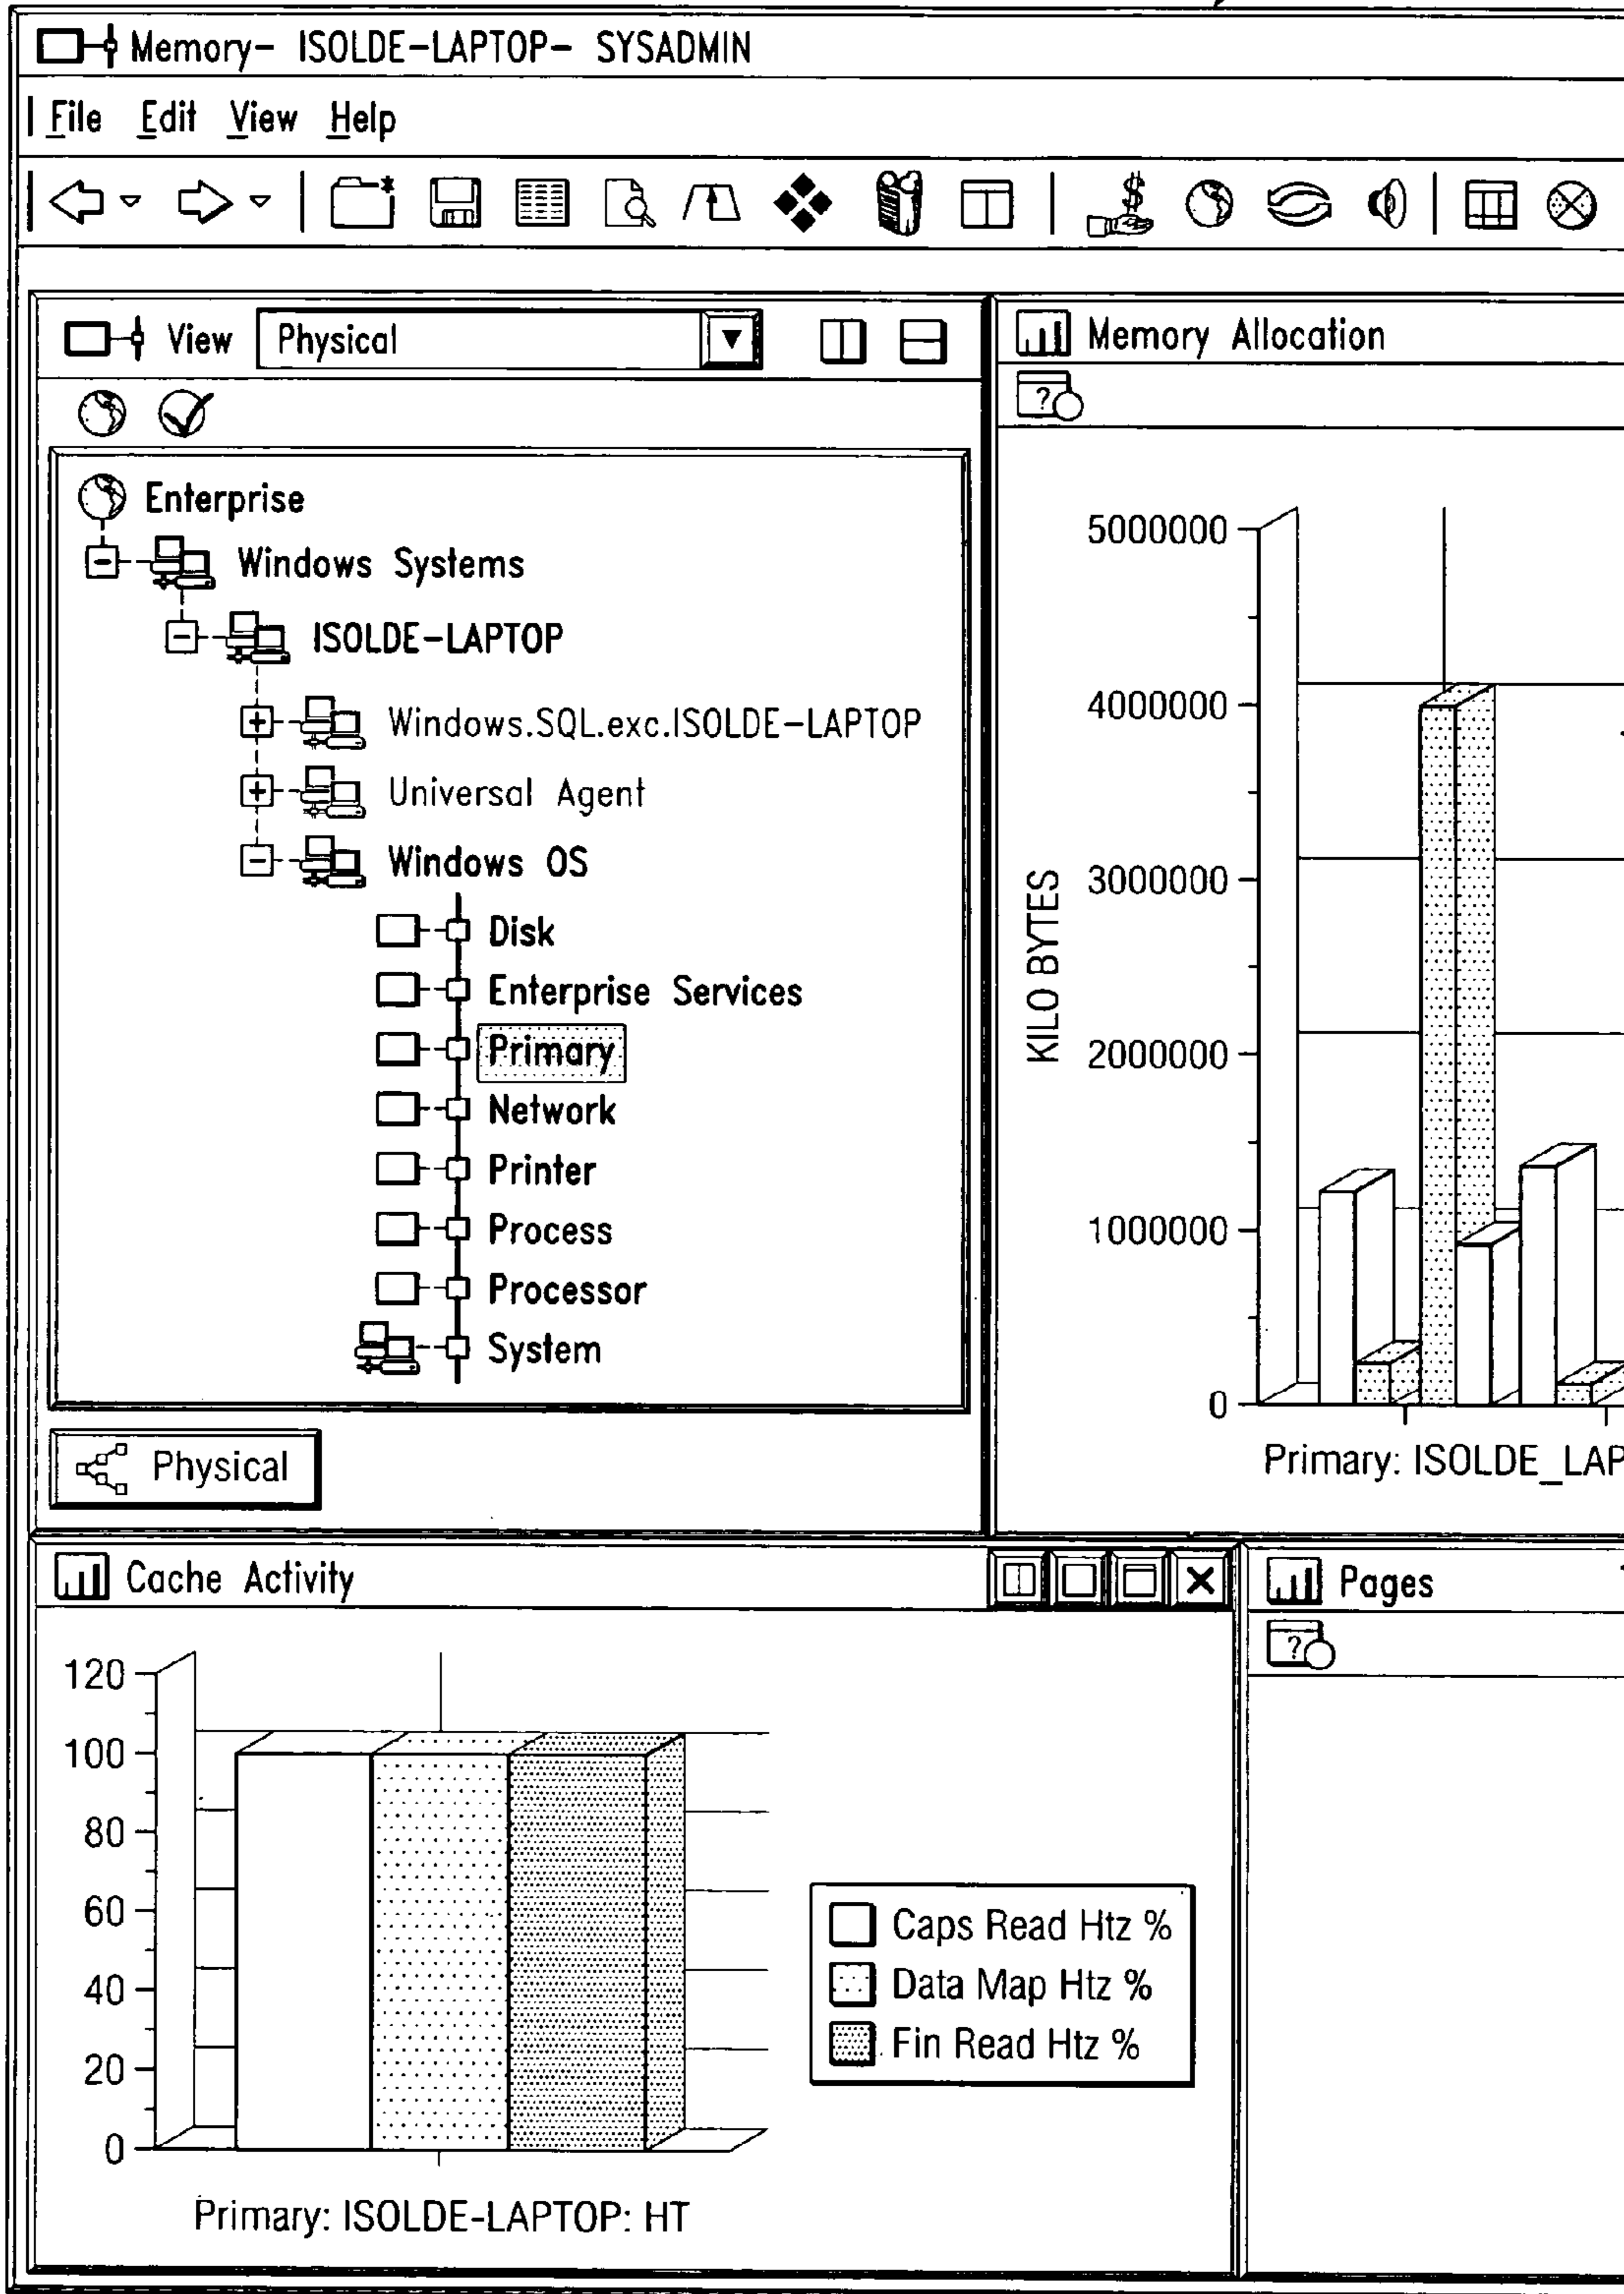 Memory- ISOLDE-LAPTOP- SYSADMIN
File Edit View Help
View Physical
Enterprise
Windows Systems
ISOLDE-LAPTOP
Windows.SQL.exc.ISOLDE-LAPTOP
Universal Agent
Windows OS
Disk
Enterprise Services
Primary
Network
Printer
Process
Processor
System
Physical
Memory Allocation
5000000
4000000
3000000
2000000
1000000
0
KILO BYTES
Primary: ISOLDE_LAP
Cache Activity
120
100
80
60
40
20
0
Caps Read Htz %
Data Map Htz %
Fin Read Htz %
Primary: ISOLDE-LAPTOP: HT
Pages